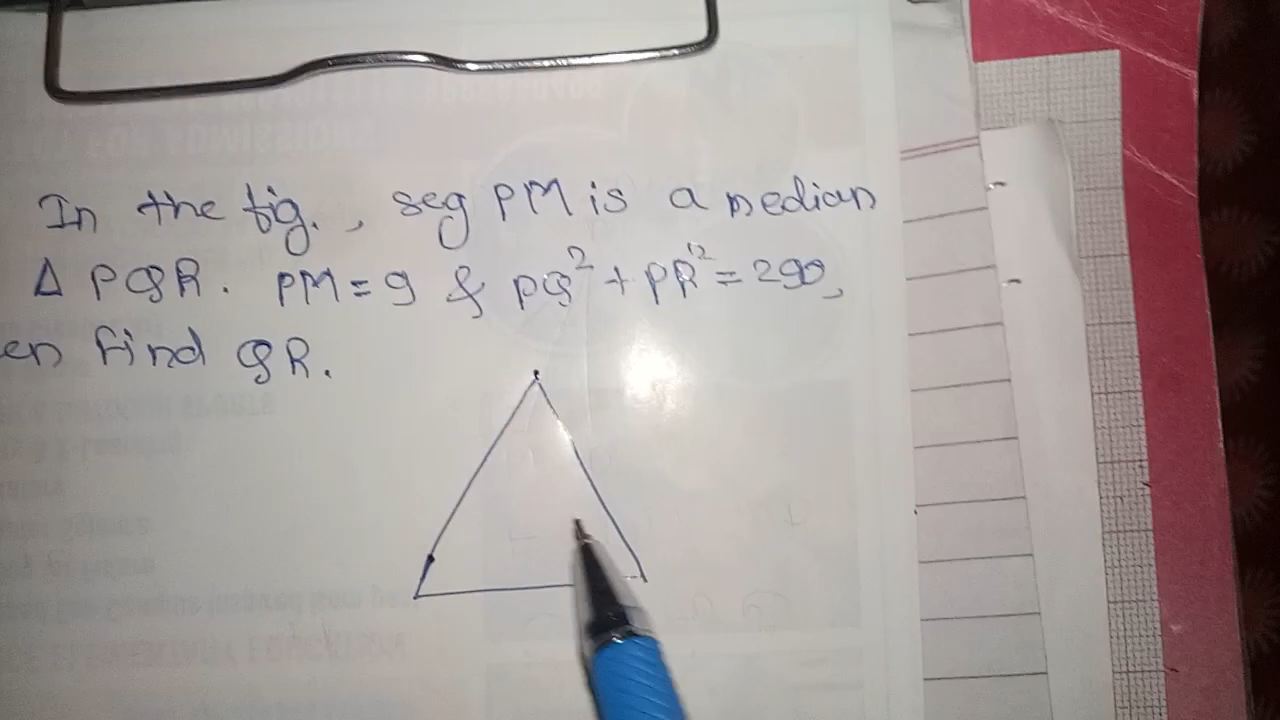 In the fig., seg PM is a median
Δ PQR. PM = 9 & PQ² + PR² = 290,
en find QR.